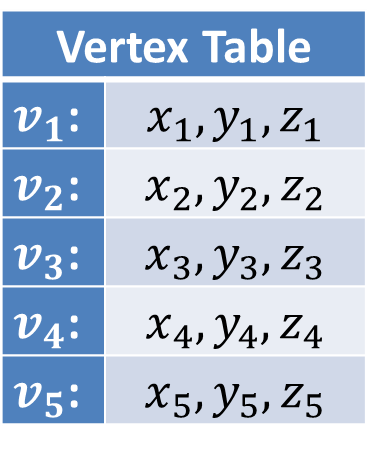 Vertex Table
v₁: x₁, y₁, z₁
v₂: x₂, y₂, z₂
v₃: x₃, y₃, z₃
v₄: x₄, y₄, z₄
v₅: x₅, y₅, z₅